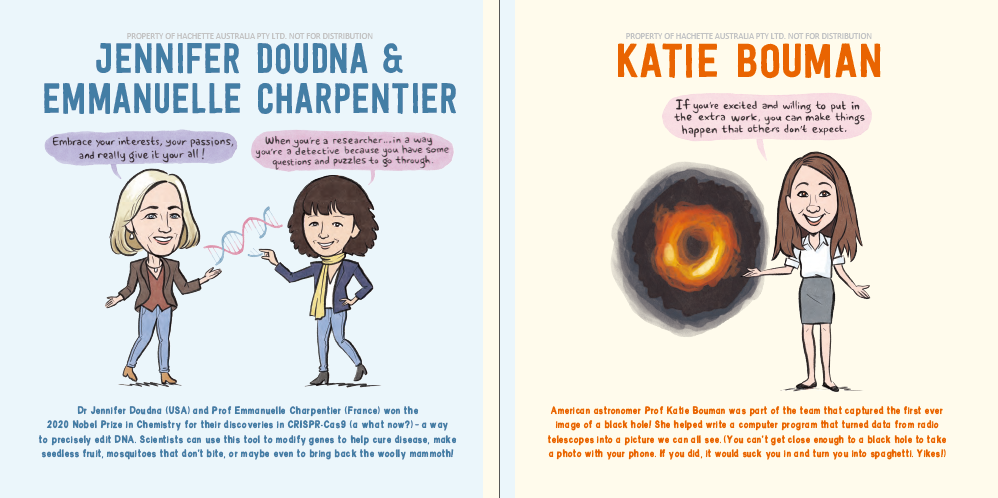 PROPERTY OF HACHETTE AUSTRALIA PTY LTD. NOT FOR DISTRIBUTION
JENNIFER DOUDNA &
EMMANUELLE CHARPENTIER
Embrace your interests, your passions,
and really give it your all!
When you're a researcher...in a way
you're a detective because you have some
questions and puzzles to go through.
Dr Jennifer Doudna (USA) and Prof Emmanuelle Charpentier (France) won the
2020 Nobel Prize in Chemistry for their discoveries in CRISPR-Cas9 (a what now?) – a way
to precisely edit DNA. Scientists can use this tool to modify genes to help cure disease, make
seedless fruit, mosquitoes that don't bite, or maybe even to bring back the woolly mammoth!
PROPERTY OF HACHETTE AUSTRALIA PTY LTD. NOT FOR DISTRIBUTION
KATIE BOUMAN
If you're excited and willing to put in
the extra work, you can make things
happen that others don't expect.
American astronomer Prof Katie Bouman was part of the team that captured the first ever
image of a black hole! She helped write a computer program that turned data from radio
telescopes into a picture we can all see. (You can't get close enough to a black hole to take
a photo with your phone. If you did, it would suck you in and turn you into spaghetti. Yikes!)